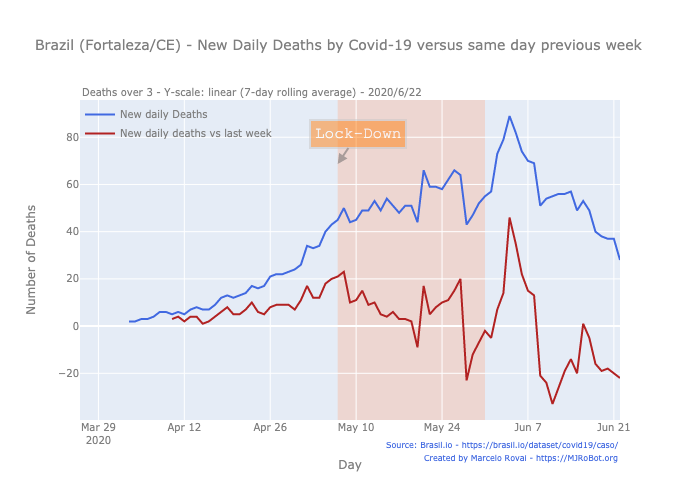 Brazil (Fortaleza/CE) - New Daily Deaths by Covid-19 versus same day previous week
Deaths over 3 - Y-scale: linear (7-day rolling average) - 2020/6/22
New daily Deaths
New daily deaths vs last week
Lock-Down
Number of Deaths
80
60
40
20
0
−20
Mar 29
2020
Apr 12
Apr 26
May 10
May 24
Jun 7
Jun 21
Day
Source: Brasil.io - https://brasil.io/dataset/covid19/caso/
Created by Marcelo Rovai - https://MJRoBot.org